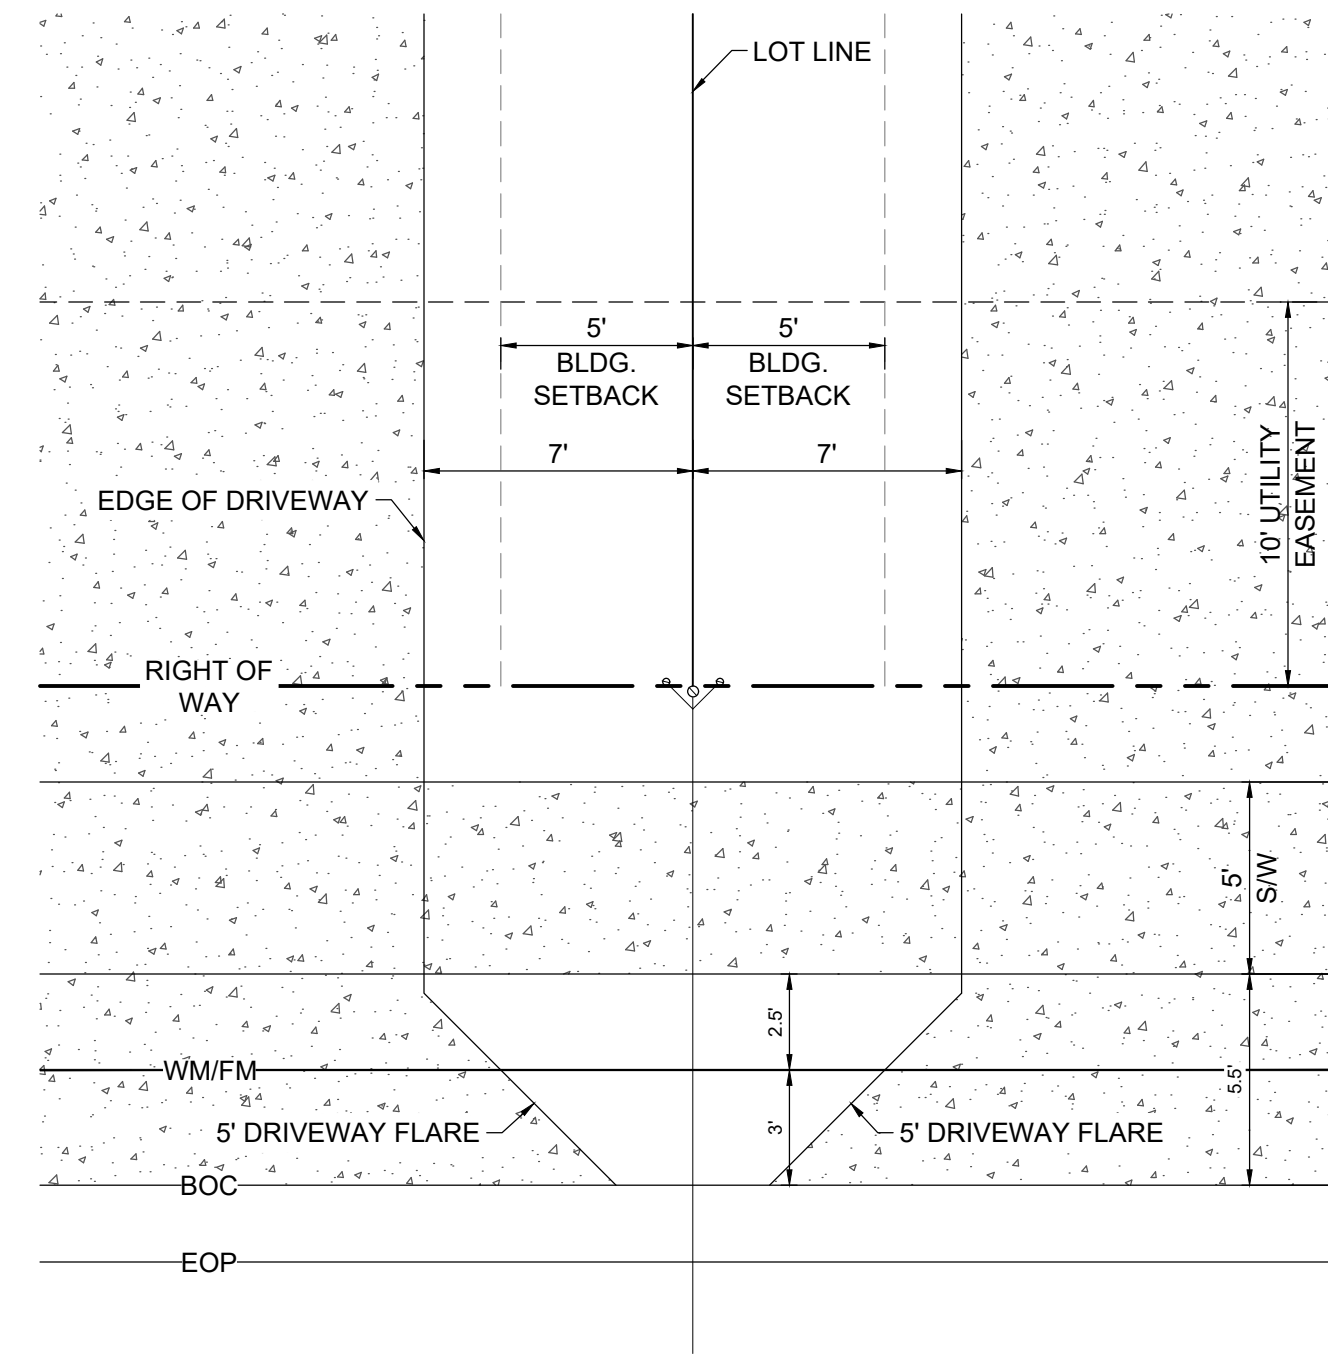 LOT LINE
5'
BLDG.
SETBACK
5'
BLDG.
SETBACK
7'
7'
EDGE OF DRIVEWAY
10' UTILITY
EASEMENT
RIGHT OF
WAY
5'
S/W
2.5'
5.5'
WM/FM
3'
5' DRIVEWAY FLARE
5' DRIVEWAY FLARE
BOC
EOP